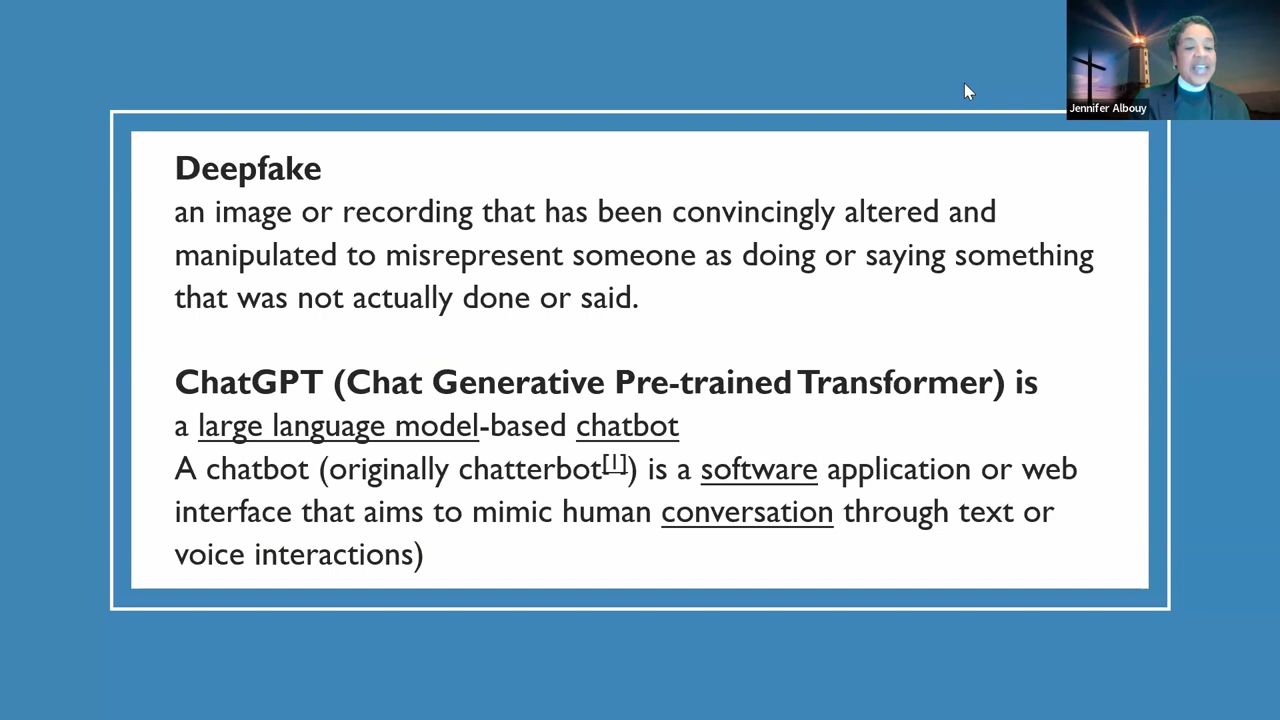 Jennifer Albouy
Deepfake
an image or recording that has been convincingly altered and
manipulated to misrepresent someone as doing or saying something
that was not actually done or said.
ChatGPT (Chat Generative Pre-trained Transformer) is
a large language model-based chatbot
A chatbot (originally chatterbot[1]) is a software application or web
interface that aims to mimic human conversation through text or
voice interactions)